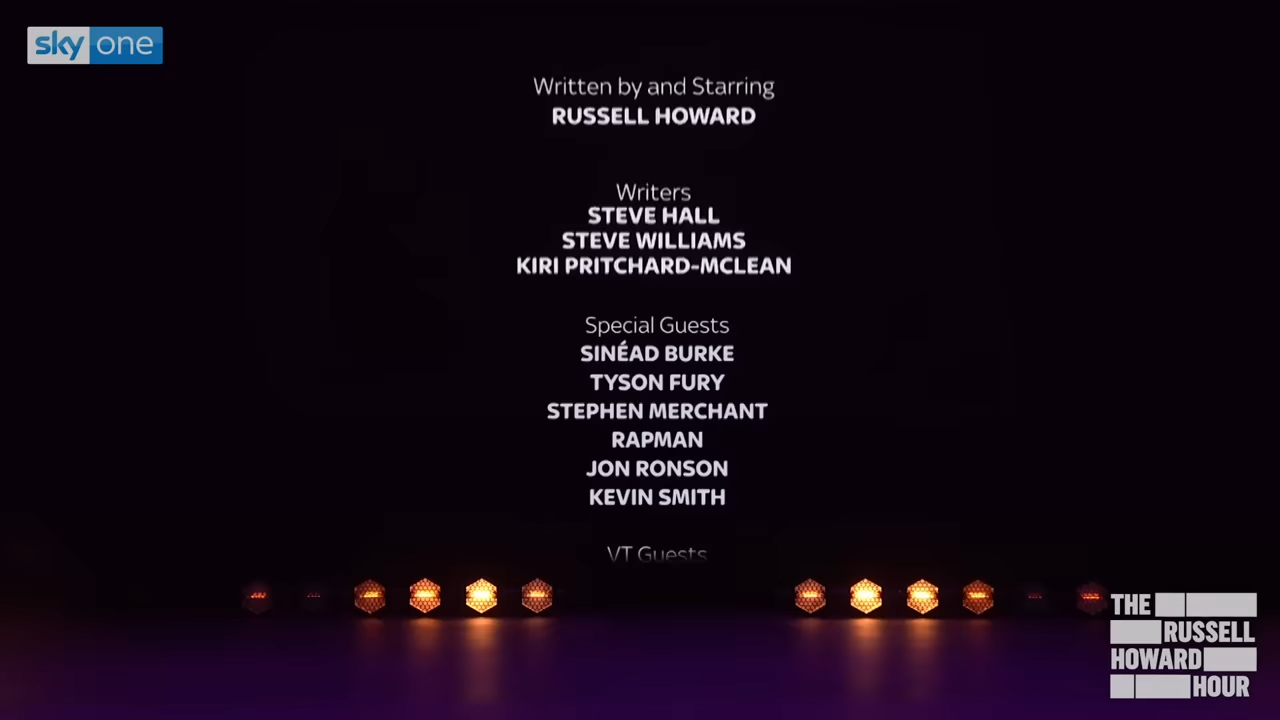 sky one
Written by and Starring
RUSSELL HOWARD
Writers
STEVE HALL
STEVE WILLIAMS
KIRI PRITCHARD-MCLEAN
Special Guests
SINÉAD BURKE
TYSON FURY
STEPHEN MERCHANT
RAPMAN
JON RONSON
KEVIN SMITH
VT Guests
THE
RUSSELL
HOWARD
HOUR